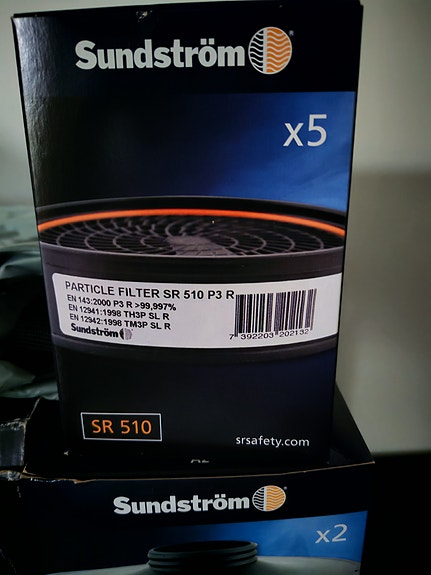 Sundström
x5
PARTICLE FILTER SR 510 P3 R
EN 143:2000 P3 R >99,997%
EN 12941:1998 TH3P SL R
EN 12942:1998 TM3P SL R
Sundström
7 392203 202132
SR 510
srsafety.com
Sundström
x2